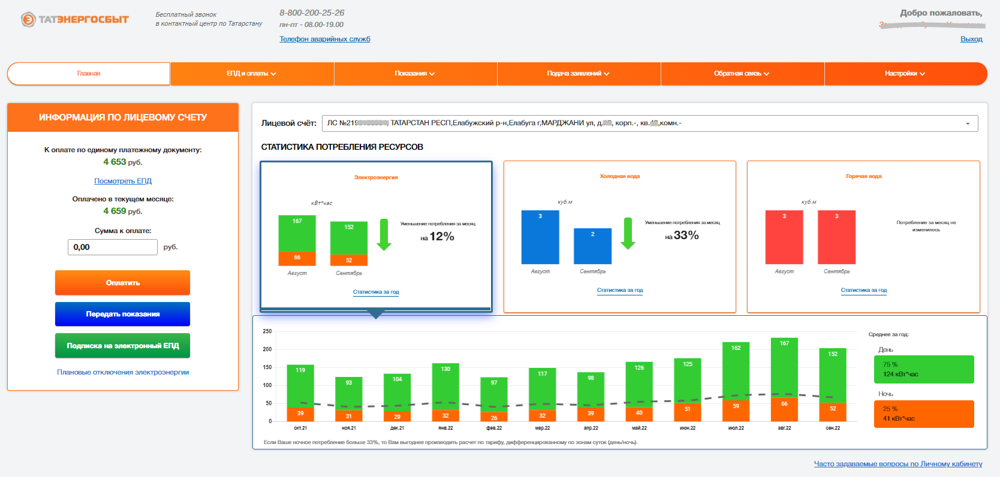 ТАТЭНЕРГОСБЫТ
Бесплатный звонок
в контактный центр по Татарстану
8-800-200-25-26
пн-пт - 08.00-19.00
Телефон аварийных служб
Добро пожаловать,
Выход
Главная
ЕПД и оплаты
Показания
Подача заявлений
Обратная связь
Настройки
ИНФОРМАЦИЯ ПО ЛИЦЕВОМУ СЧЕТУ
К оплате по единому платежному документу:
4 653 руб.
Посмотреть ЕПД
Оплачено в текущем месяце:
4 659 руб.
Сумма к оплате:
0,00 руб.
Оплатить
Передать показания
Подписка на электронный ЕПД
Плановые отключения электроэнергии
Лицевой счёт: ЛС №219 ТАТАРСТАН РЕСП,Елабужский р-н,Елабуга г,МАРДЖАНИ ул, д. , корп.-, кв. ,комн.-
СТАТИСТИКА ПОТРЕБЛЕНИЯ РЕСУРСОВ
Электроэнергия
кВт*час
167
152
66
52
Август
Сентябрь
Уменьшение потребления за месяц
на 12%
Статистика за год
Холодная вода
куб.м
3
2
Август
Сентябрь
Уменьшение потребления за месяц
на 33%
Статистика за год
Горячая вода
куб.м
3
3
Август
Сентябрь
Потребление за месяц не
изменилось
Статистика за год
250
200
150
100
50
0
119
93
104
130
97
117
98
126
125
162
167
152
39
31
29
32
26
32
39
40
51
59
66
52
окт.21
ноя.21
дек.21
янв.22
фев.22
мар.22
апр.22
май.22
июн.22
июл.22
авг.22
сен.22
Среднее за год:
День
75 %
124 кВт*час
Ночь
25 %
41 кВт*час
Если Ваше ночное потребление больше 33%, то Вам выгоднее производить расчет по тарифу, дифференцированному по зонам суток (день/ночь).
Часто задаваемые вопросы по Личному кабинету